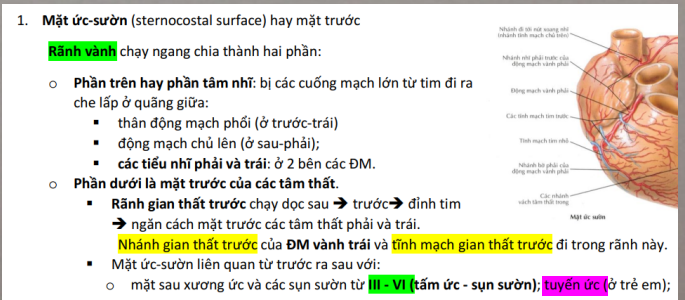 1. Mặt ức-sườn (sternocostal surface) hay mặt trước
Rãnh vành chạy ngang chia thành hai phần:
o Phần trên hay phần tâm nhĩ: bị các cuống mạch lớn từ tim đi ra
che lấp ở quãng giữa:
▪ thân động mạch phổi (ở trước-trái)
▪ động mạch chủ lên (ở sau-phải);
▪ các tiểu nhĩ phải và trái: ở 2 bên các ĐM.
o Phần dưới là mặt trước của các tâm thất.
▪ Rãnh gian thất trước chạy dọc sau ➔ trước➔ đỉnh tim
➔ ngăn cách mặt trước các tâm thất phải và trái.
Nhánh gian thất trước của ĐM vành trái và tĩnh mạch gian thất trước đi trong rãnh này.
▪ Mặt ức-sườn liên quan từ trước ra sau với:
o mặt sau xương ức và các sụn sườn từ III - VI (tấm ức - sụn sườn); tuyến ức (ở trẻ em);
Nhánh đi tới nút xoang nhĩ
(nhánh tĩnh mạch chủ trên)
Nhánh nhĩ phải trước của
động mạch vành phải
Động mạch vành phải
Các tĩnh mạch tim trước
Tĩnh mạch tim nhỏ
Nhánh bờ phải của
động mạch vành phải
Các nhánh
vách tâm thất trong
Mặt ức sườn